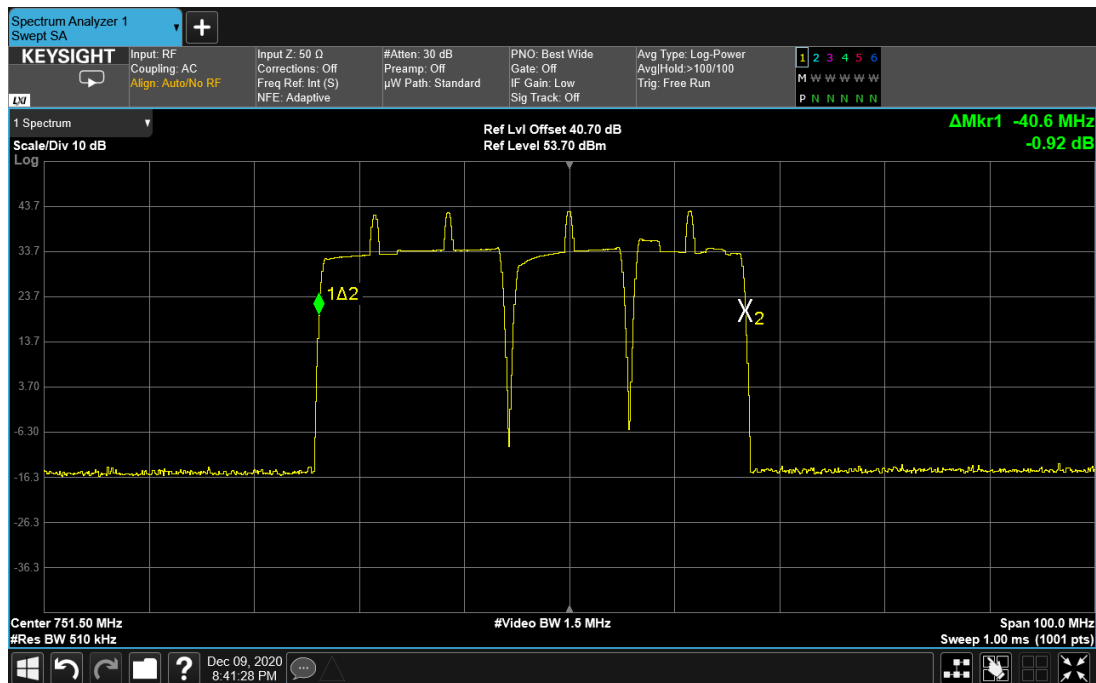 Spectrum Analyzer 1
Swept SA
+
KEYSIGHT
LXI
Input: RF
Coupling: AC
Align: Auto/No RF
Input Z: 50 Ω
Corrections: Off
Freq Ref: Int (S)
NFE: Adaptive
#Atten: 30 dB
Preamp: Off
µW Path: Standard
PNO: Best Wide
Gate: Off
IF Gain: Low
Sig Track: Off
Avg Type: Log-Power
Avg|Hold:>100/100
Trig: Free Run
1 2 3 4 5 6
M W W W W W
P N N N N N
1 Spectrum
Scale/Div 10 dB
Log
Ref Lvl Offset 40.70 dB
Ref Level 53.70 dBm
ΔMkr1 -40.6 MHz
-0.92 dB
43.7
33.7
23.7
13.7
3.70
-6.30
-16.3
-26.3
-36.3
1Δ2
X2
Center 751.50 MHz
#Res BW 510 kHz
#Video BW 1.5 MHz
Span 100.0 MHz
Sweep 1.00 ms (1001 pts)
?
Dec 09, 2020
8:41:28 PM